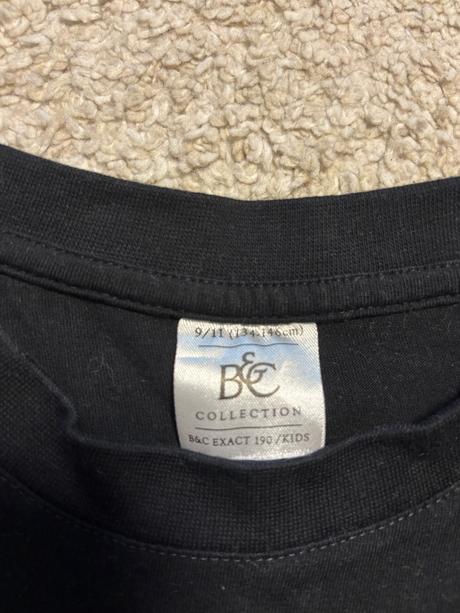 9/11 (134-146cm)
B&C
COLLECTION
B&C EXACT 190 /KIDS